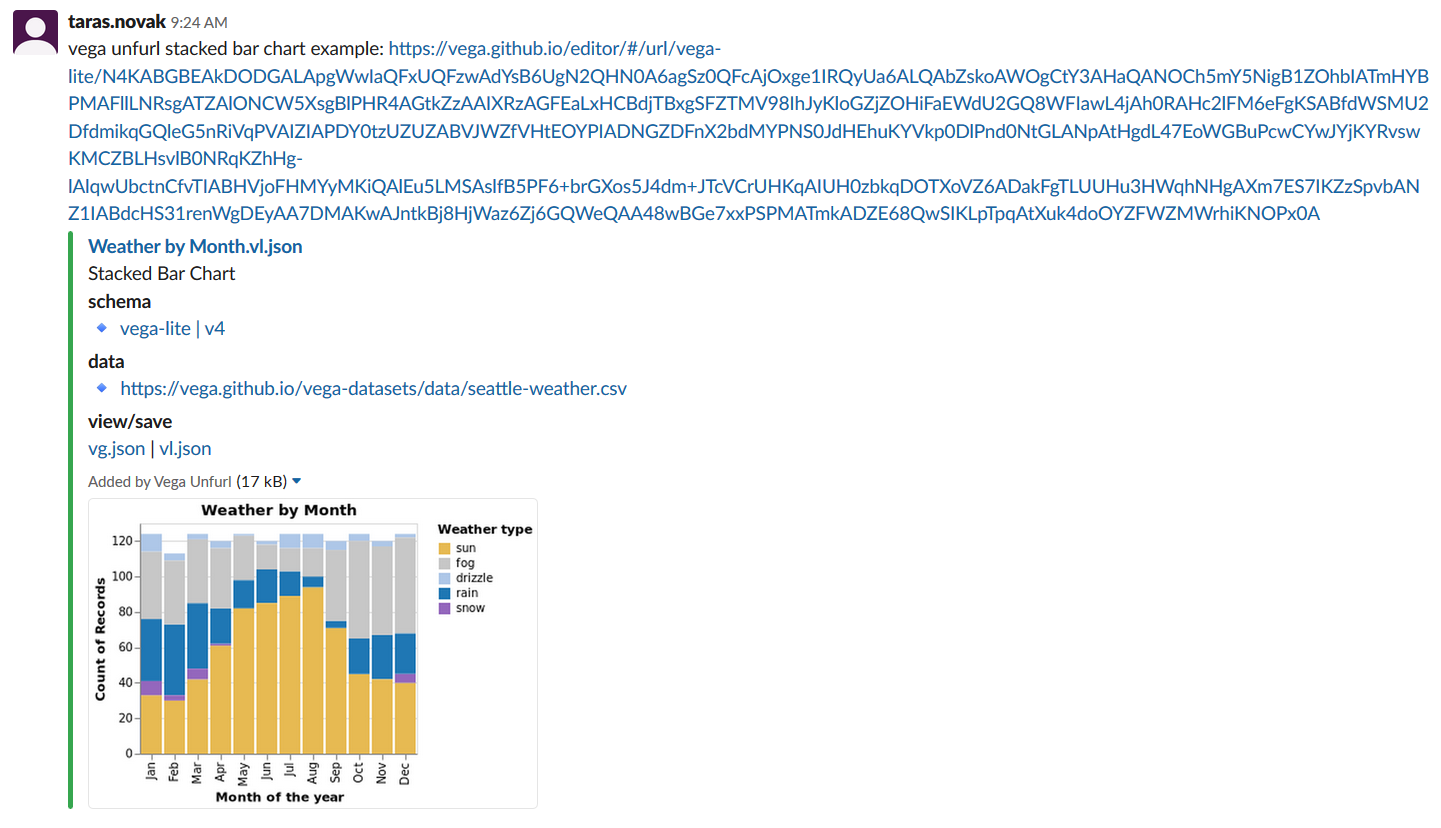 taras.novak 9:24 AM
vega unfurl stacked bar chart example: https://vega.github.io/editor/#/url/vega-
lite/N4KABGBEAkDODGALApgWwIaQFxUQFzwAdYsB6UgN2QHN0A6agSz0QFcAjOxge1IRQyUa6ALQAbZskoAWOgCtY3AHaQANOCh5mY5NigB1ZOhbIATmHYB
PMAFIlLNRsgATZAlONCW5XsgBlPHR4AGtkZzAAIXRzAGFEaLxHCBdjTBxgSFZTMV98IhJyKloGZjZOHiFaEWdU2GQ8WFIawL4jAh0RAHc2lFM6eFgKSABfdWSMU2
DfdmikqGQleG5nRiVqPVAIZIAPDY0tzUZUZABVJWZfVHtEOYPIADNGZDFnX2bdMYPNS0JdHEhuKYVkp0DlPnd0NtGLANpAtHgdL47EoWGBuPcwCYwJYjKYRvsw
KMCZBLHsvIB0NRqKZhHg-
lAIqwUbctnCfvTIABHVjoFHMYyMKiQAlEu5LMSAslfB5PF6+brGXos5J4dm+JTcVCrUHKqAIUH0zbkqDOTXoVZ6ADakFgTLUUHu3HWqhNHgAXm7ES7IKZzSpvbAN
Z1IABdcHS31renWgDEyAA7DMAKwAJntkBj8HjWaz6Zj6GQWeQAA48wBGe7xxPSPMATmkADZE68QwSIKLpTpqAtXuk4doOYZFWZMWrhiKNOPx0A
Weather by Month.vl.json
Stacked Bar Chart
schema
vega-lite | v4
data
https://vega.github.io/vega-datasets/data/seattle-weather.csv
view/save
vg.json | vl.json
Added by Vega Unfurl (17 kB)
Weather by Month
Weather type
sun
fog
drizzle
rain
snow
Count of Records
120
100
80
60
40
20
0
Jan Feb Mar Apr May Jun Jul Aug Sep Oct Nov Dec
Month of the year